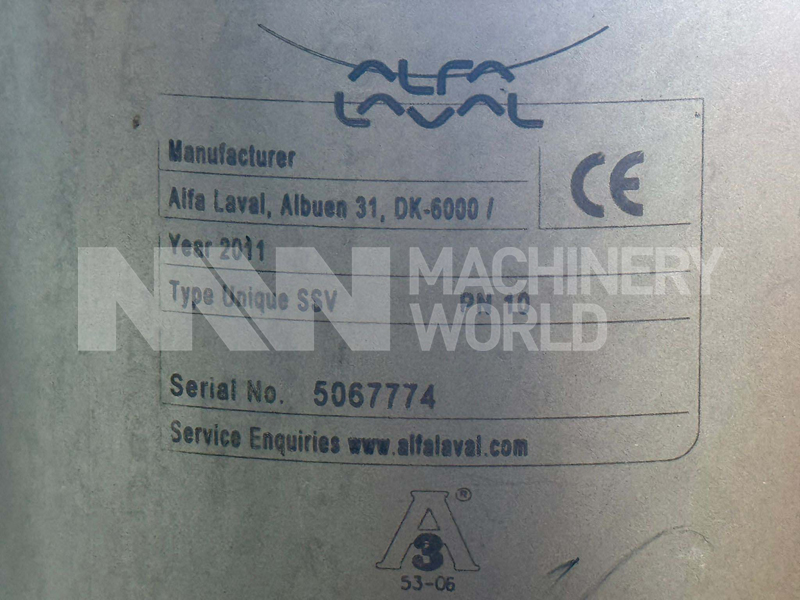 ALFA
LAVAL
Manufacturer
CE
Alfa Laval, Albuen 31, DK-6000 /
Year 2011
Type Unique SSV PN 10
MACHINERY
WORLD
Serial No. 5067774
Service Enquiries www.alfalaval.com
A ®
3
53-06